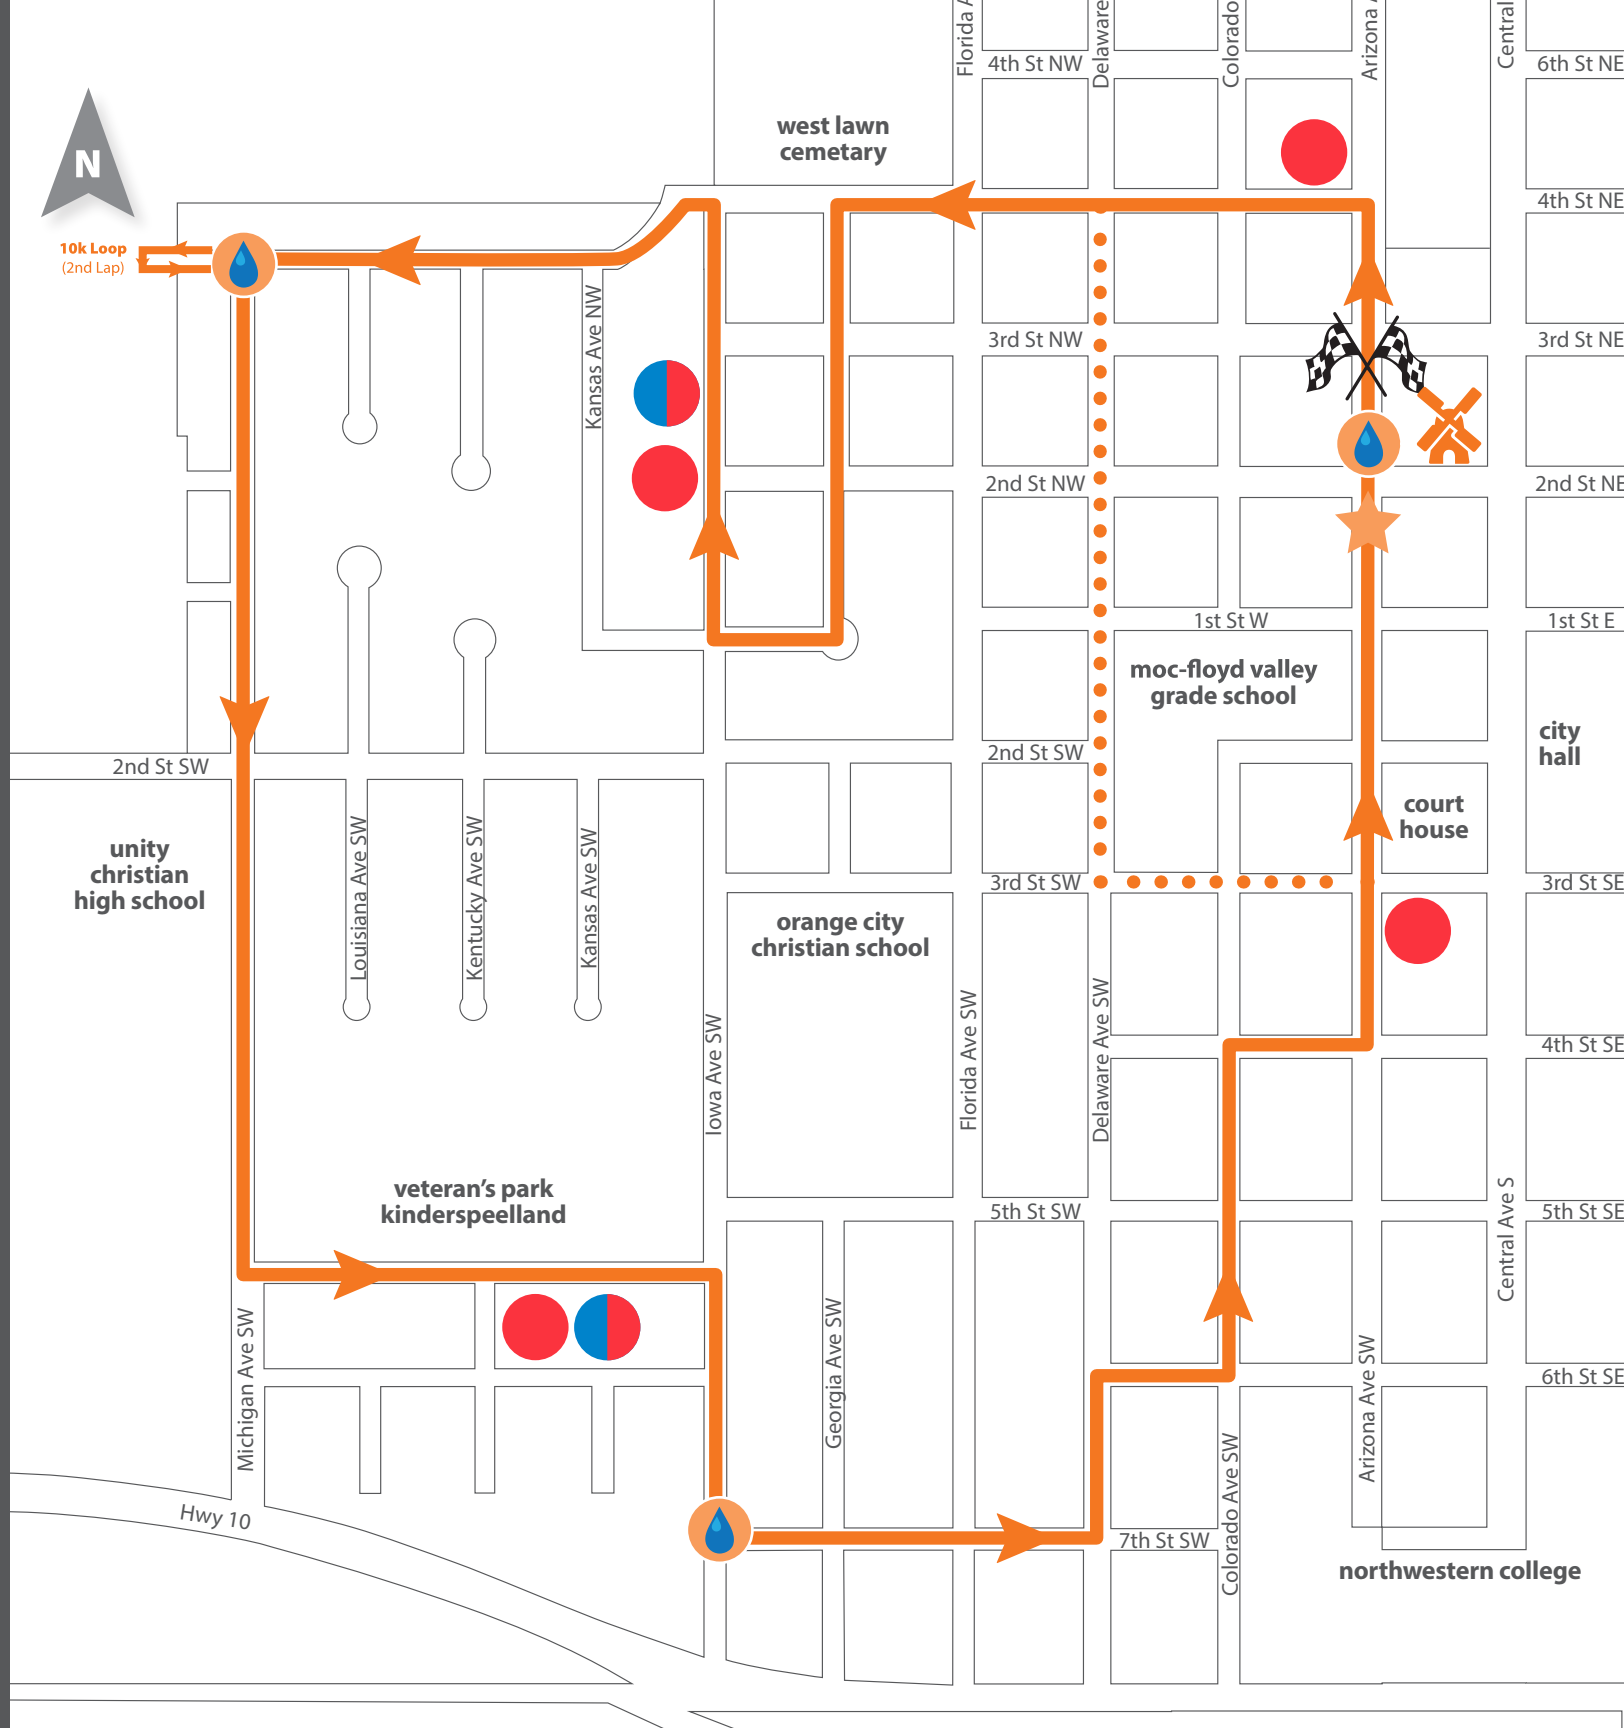 Florida A
Delaware
Colorado
Arizona A
Central
4th St NW
6th St NE
west lawn
cemetary
N
4th St NE
10k Loop
(2nd Lap)
Kansas Ave NW
3rd St NW
3rd St NE
2nd St NW
2nd St NE
1st St W
1st St E
moc-floyd valley
grade school
city
hall
2nd St SW
2nd St SW
court
house
unity
christian
high school
Louisiana Ave SW
Kentucky Ave SW
Kansas Ave SW
3rd St SW
3rd St SE
orange city
christian school
Iowa Ave SW
Florida Ave SW
Delaware Ave SW
4th St SE
veteran's park
kinderspeelland
5th St SW
Central Ave S
5th St SE
Michigan Ave SW
Georgia Ave SW
Arizona Ave SW
6th St SE
Colorado Ave SW
Hwy 10
7th St SW
northwestern college